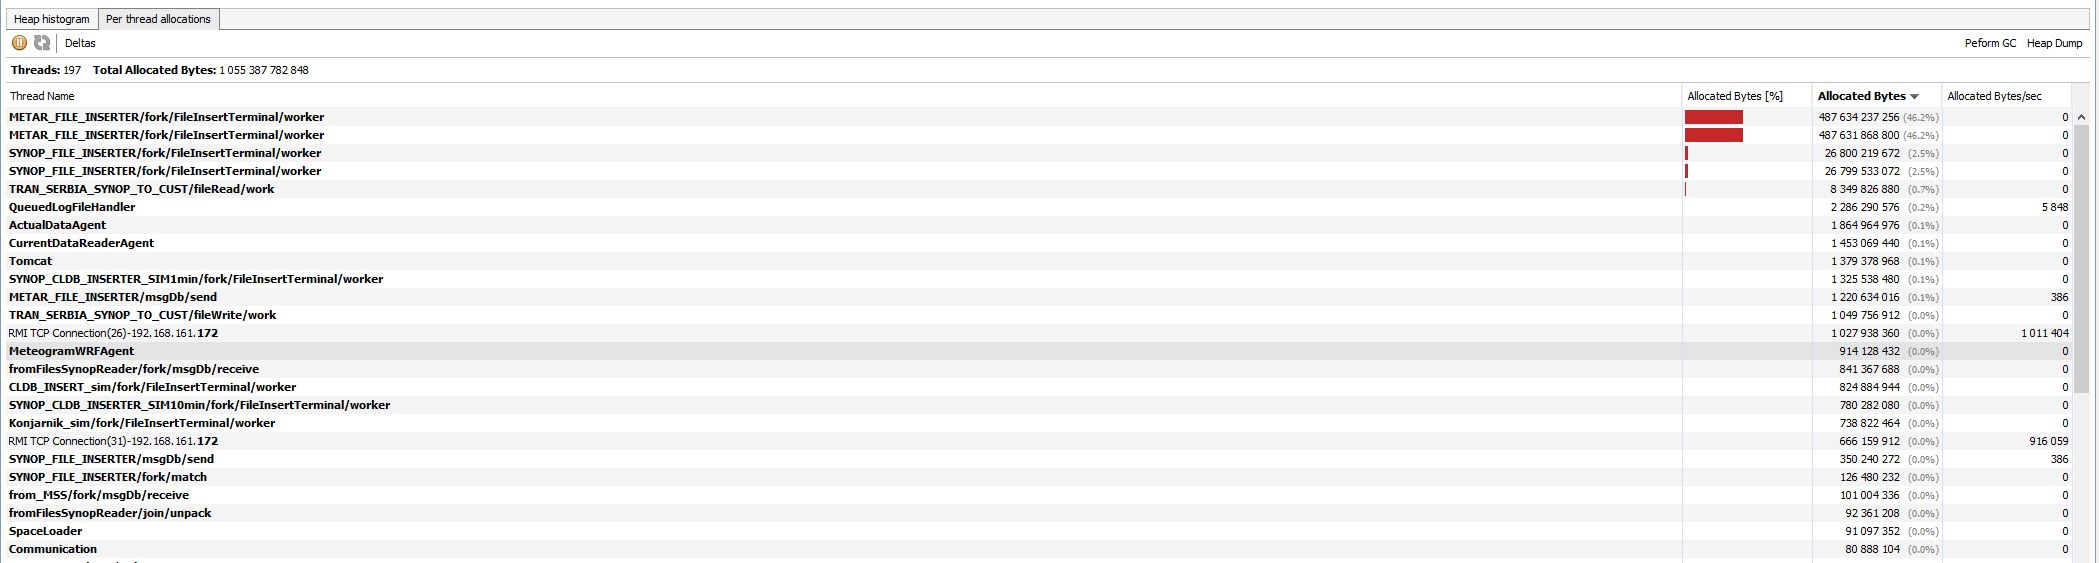 Heap histogram Per thread allocations
Deltas Peform GC Heap Dump
Threads: 197 Total Allocated Bytes: 1 055 387 782 848
Thread Name Allocated Bytes [%] Allocated Bytes Allocated Bytes/sec
METAR_FILE_INSERTER/fork/FileInsertTerminal/worker 487 634 237 256 (46.2%) 0
METAR_FILE_INSERTER/fork/FileInsertTerminal/worker 487 631 868 800 (46.2%) 0
SYNOP_FILE_INSERTER/fork/FileInsertTerminal/worker 26 800 219 672 (2.5%) 0
SYNOP_FILE_INSERTER/fork/FileInsertTerminal/worker 26 799 533 072 (2.5%) 0
TRAN_SERBIA_SYNOP_TO_CUST/fileRead/work 8 349 826 880 (0.7%) 0
QueuedLogFileHandler 2 286 290 576 (0.2%) 5 848
ActualDataAgent 1 864 964 976 (0.1%) 0
CurrentDataReaderAgent 1 453 069 440 (0.1%) 0
Tomcat 1 379 378 968 (0.1%) 0
SYNOP_CLDB_INSERTER_SIM1min/fork/FileInsertTerminal/worker 1 325 538 480 (0.1%) 0
METAR_FILE_INSERTER/msgDb/send 1 220 634 016 (0.1%) 386
TRAN_SERBIA_SYNOP_TO_CUST/fileWrite/work 1 049 756 912 (0.0%) 0
RMI TCP Connection(26)-192.168.161.172 1 027 938 360 (0.0%) 1 011 404
MeteogramWRFAgent 914 128 432 (0.0%) 0
fromFilesSynopReader/fork/msgDb/receive 841 367 688 (0.0%) 0
CLDB_INSERT_sim/fork/FileInsertTerminal/worker 824 884 944 (0.0%) 0
SYNOP_CLDB_INSERTER_SIM10min/fork/FileInsertTerminal/worker 780 282 080 (0.0%) 0
Konjarnik_sim/fork/FileInsertTerminal/worker 738 822 464 (0.0%) 0
RMI TCP Connection(31)-192.168.161.172 666 159 912 (0.0%) 916 059
SYNOP_FILE_INSERTER/msgDb/send 350 240 272 (0.0%) 386
SYNOP_FILE_INSERTER/fork/match 126 480 232 (0.0%) 0
from_MSS/fork/msgDb/receive 101 004 336 (0.0%) 0
fromFilesSynopReader/join/unpack 92 361 208 (0.0%) 0
SpaceLoader 91 097 352 (0.0%) 0
Communication 80 888 104 (0.0%) 0